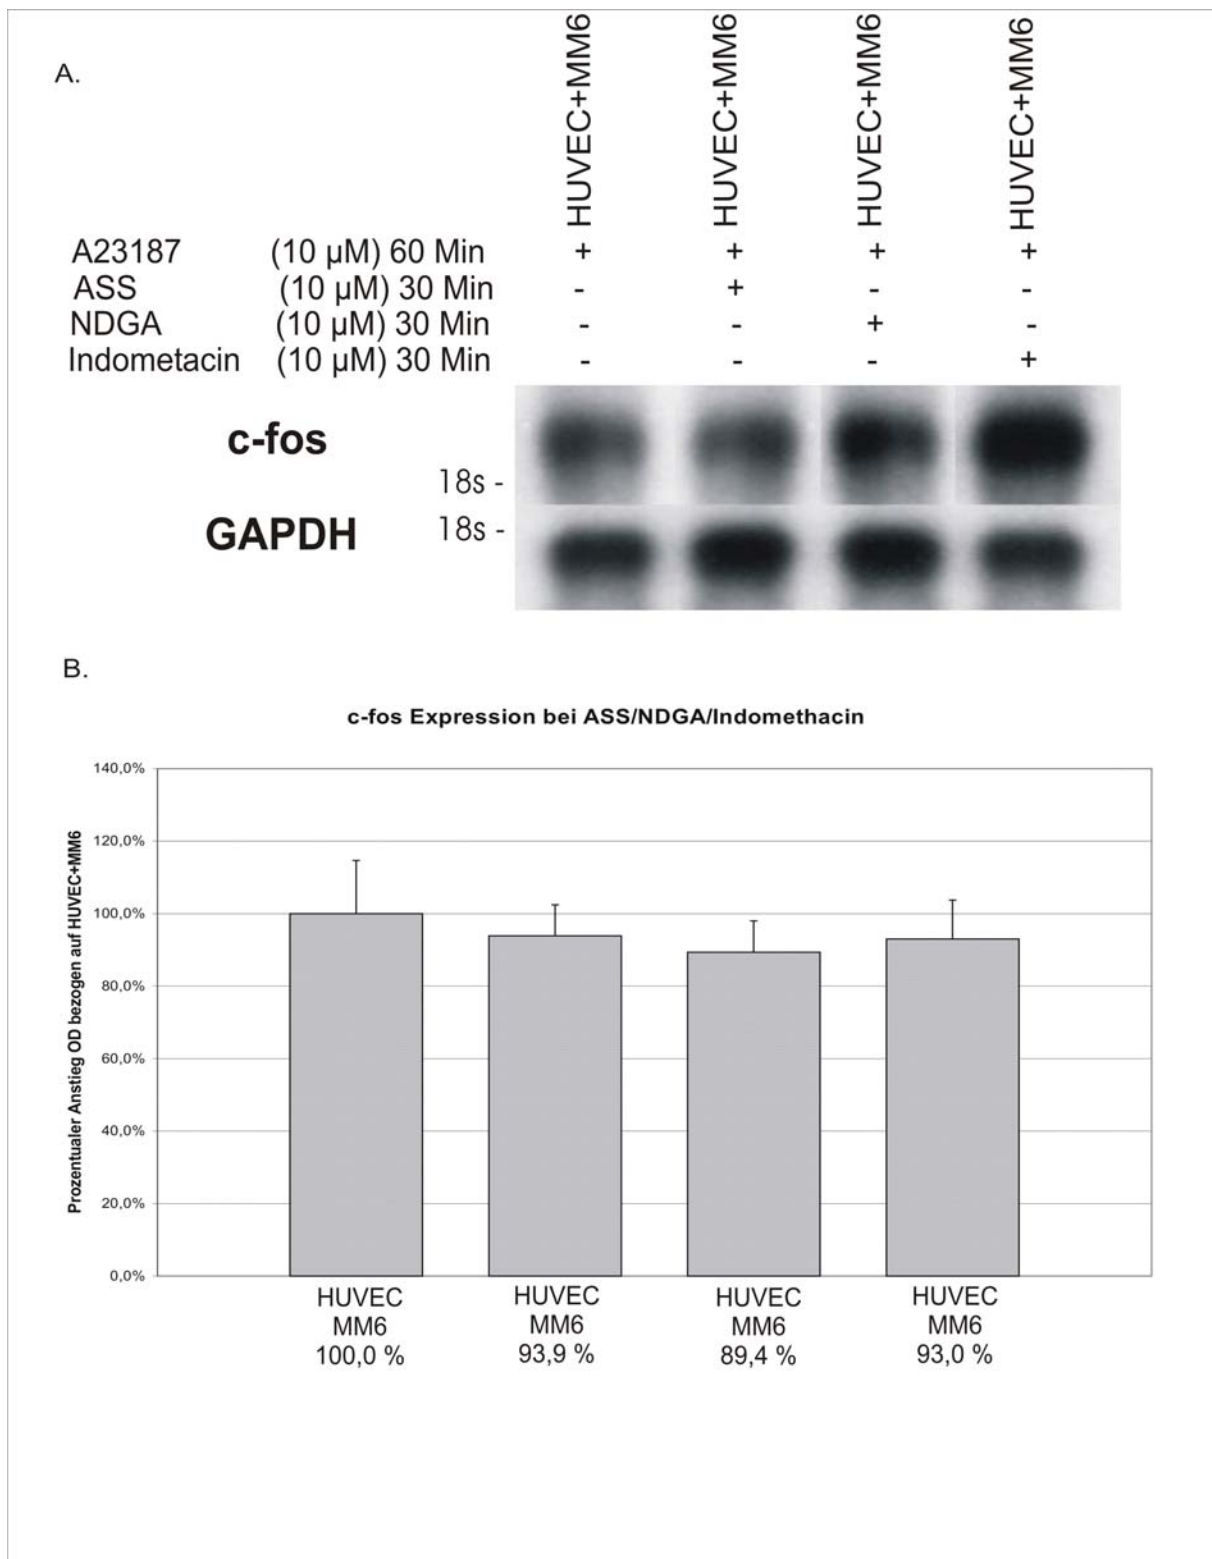 A.
HUVEC+MM6
HUVEC+MM6
HUVEC+MM6
HUVEC+MM6
A23187 (10 µM) 60 Min + + + +
ASS (10 µM) 30 Min - + - -
NDGA (10 µM) 30 Min - - + -
Indometacin (10 µM) 30 Min - - - +
c-fos
18s -
GAPDH
18s -
B.
c-fos Expression bei ASS/NDGA/Indomethacin
Prozentualer Anstieg OD bezogen auf HUVEC+MM6
140,0%
120,0%
100,0%
80,0%
60,0%
40,0%
20,0%
0,0%
HUVEC HUVEC HUVEC HUVEC
MM6 MM6 MM6 MM6
100,0 % 93,9 % 89,4 % 93,0 %